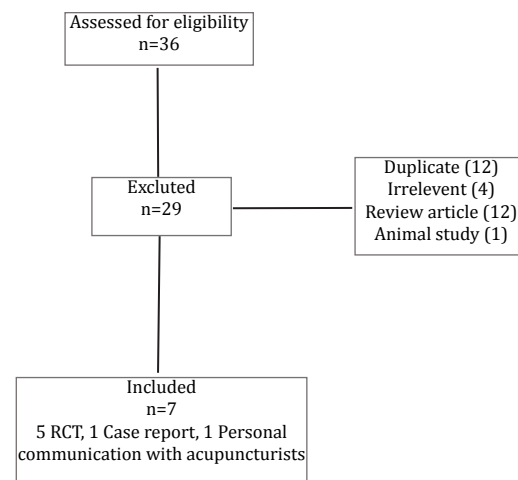 Assessed for eligibility
n=36
Excluted
n=29
Duplicate (12)
Irrelevent (4)
Review article (12)
Animal study (1)
Included
n=7
5 RCT, 1 Case report, 1 Personal
communication with acupuncturists